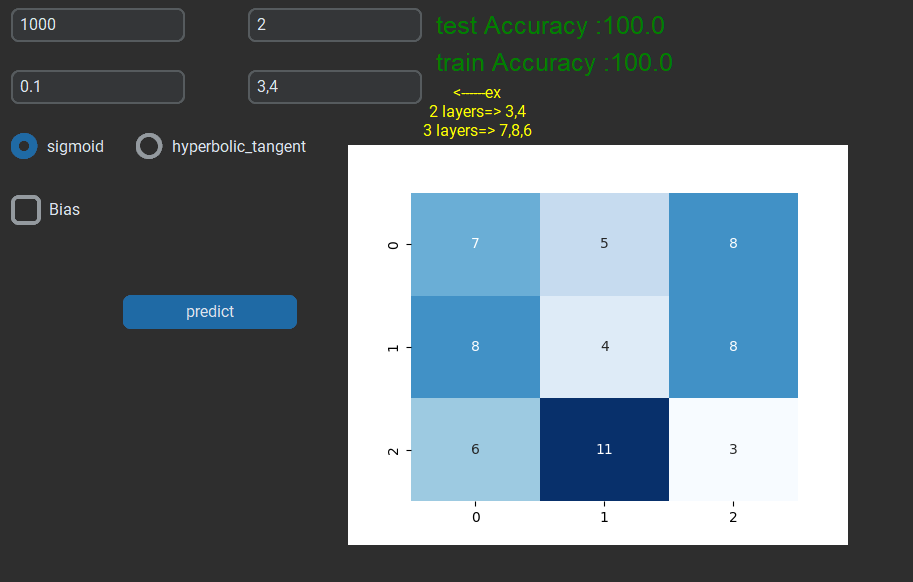 1000
2
test Accuracy :100.0
train Accuracy :100.0
0.1
3,4
<------ex
2 layers=> 3,4
3 layers=> 7,8,6
sigmoid
hyperbolic_tangent
Bias
predict
0
7
5
8
1
8
4
8
2
6
11
3
0
1
2